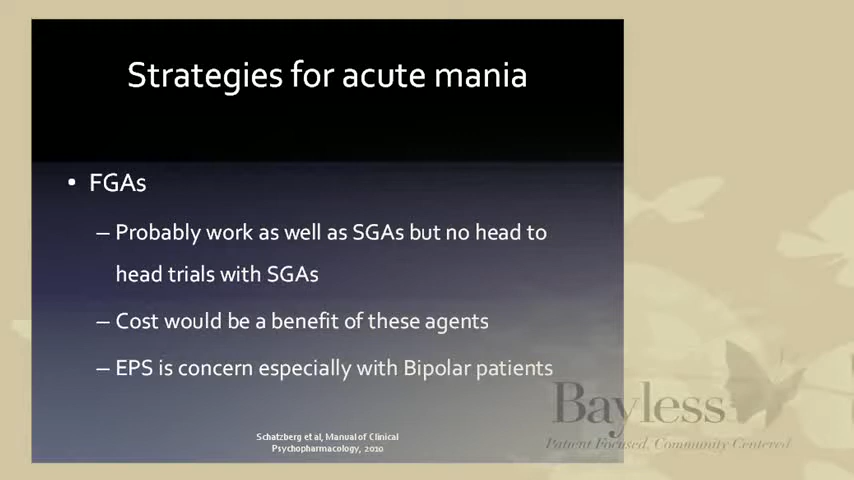 Strategies for acute mania
• FGAs
– Probably work as well as SGAs but no head to
head trials with SGAs
– Cost would be a benefit of these agents
– EPS is concern especially with Bipolar patients
Schatzberg et al, Manual of Clinical
Psychopharmacology, 2010
Bayless
Patient Focused, Community Centered